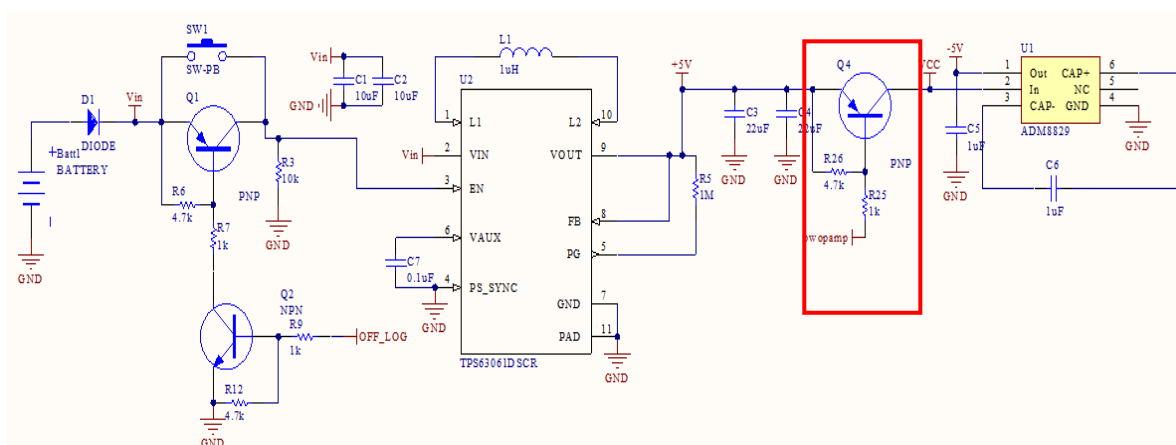 SW1
SW-PB
D1
DIODE
Vin
Q1
PNP
Batt1
BATTERY
GND
R6
4.7k
R7
1k
R3
10k
GND
Q2
NPN
R9
1k
OFF_LOG
R12
4.7k
GND
Vin
C1
10uF
C2
10uF
GND
L1
1uH
U2
1
L1
L2
10
Vin
2
VIN
VOUT
9
3
EN
FB
8
6
VAUX
PG
5
4
PS_SYNC
GND
7
PAD
11
TPS63061DSCR
C7
0.1uF
GND
GND
R5
1M
+5V
C3
22uF
GND
C4
22uF
GND
Q4
PNP
R26
4.7k
R25
1k
VCC
-5V
C5
1uF
GND
U1
1
Out
CAP+
6
2
In
NC
5
3
CAP-
GND
4
ADM8829
GND
C6
1uF